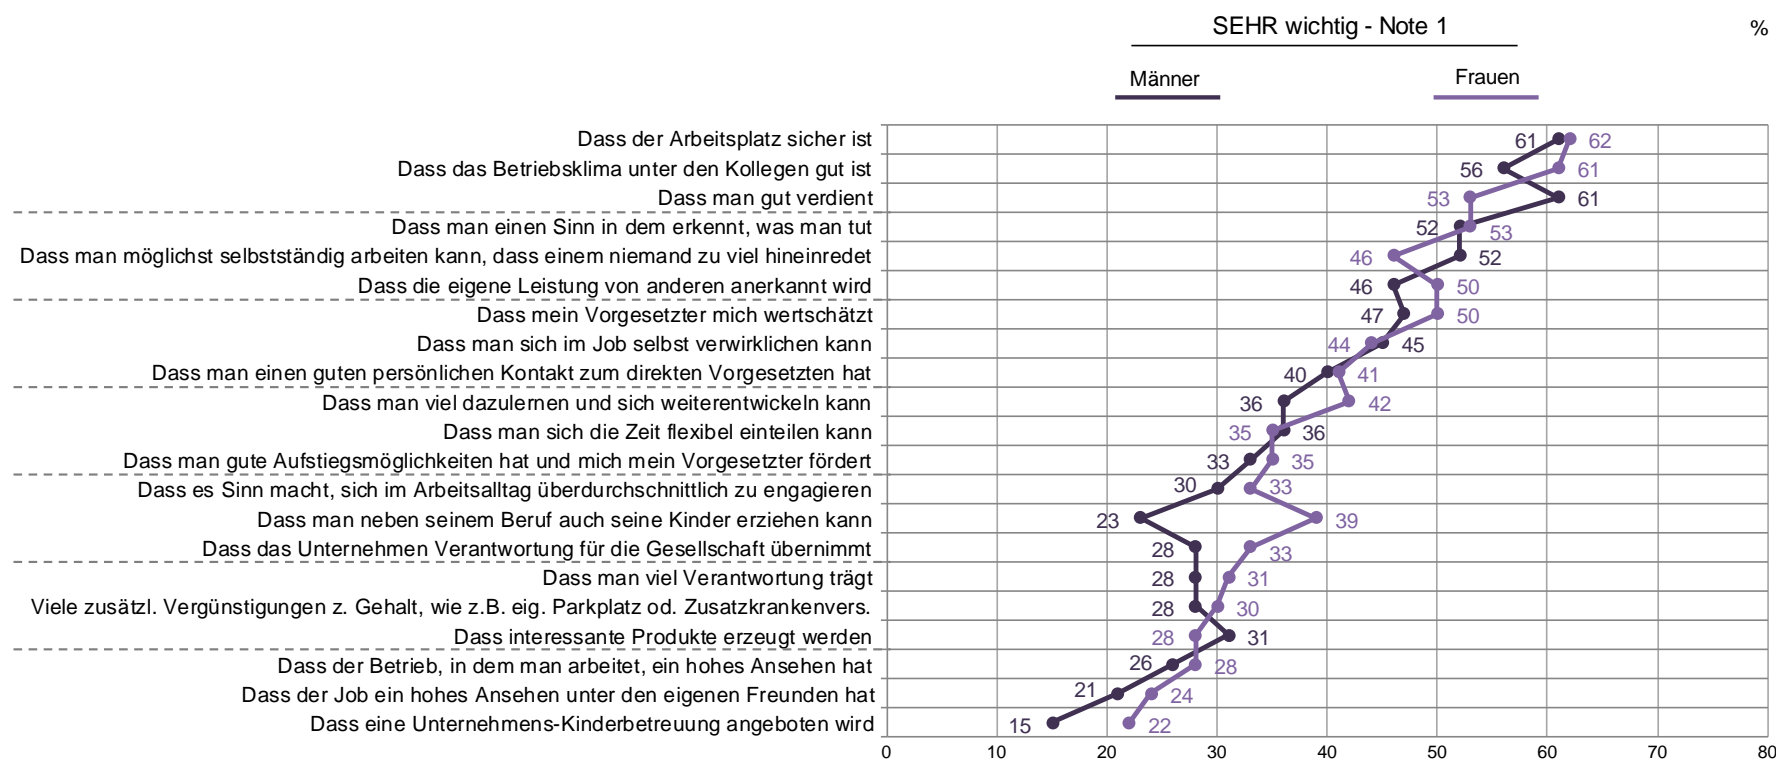 SEHR wichtig - Note 1
%
Männer Frauen
Dass der Arbeitsplatz sicher ist 61 62
Dass das Betriebsklima unter den Kollegen gut ist 56 61
Dass man gut verdient 53 61
Dass man einen Sinn in dem erkennt, was man tut 52 53
Dass man möglichst selbstständig arbeiten kann, dass einem niemand zu viel hineinredet 46 52
Dass die eigene Leistung von anderen anerkannt wird 46 50
Dass mein Vorgesetzter mich wertschätzt 47 50
Dass man sich im Job selbst verwirklichen kann 44 45
Dass man einen guten persönlichen Kontakt zum direkten Vorgesetzten hat 40 41
Dass man viel dazulernen und sich weiterentwickeln kann 36 42
Dass man sich die Zeit flexibel einteilen kann 35 36
Dass man gute Aufstiegsmöglichkeiten hat und mich mein Vorgesetzter fördert 33 35
Dass es Sinn macht, sich im Arbeitsalltag überdurchschnittlich zu engagieren 30 33
Dass man neben seinem Beruf auch seine Kinder erziehen kann 23 39
Dass das Unternehmen Verantwortung für die Gesellschaft übernimmt 28 33
Dass man viel Verantwortung trägt 28 31
Viele zusätzl. Vergünstigungen z. Gehalt, wie z.B. eig. Parkplatz od. Zusatzkrankenvers. 28 30
Dass interessante Produkte erzeugt werden 28 31
Dass der Betrieb, in dem man arbeitet, ein hohes Ansehen hat 26 28
Dass der Job ein hohes Ansehen unter den eigenen Freunden hat 21 24
Dass eine Unternehmens-Kinderbetreuung angeboten wird 15 22
0 10 20 30 40 50 60 70 80